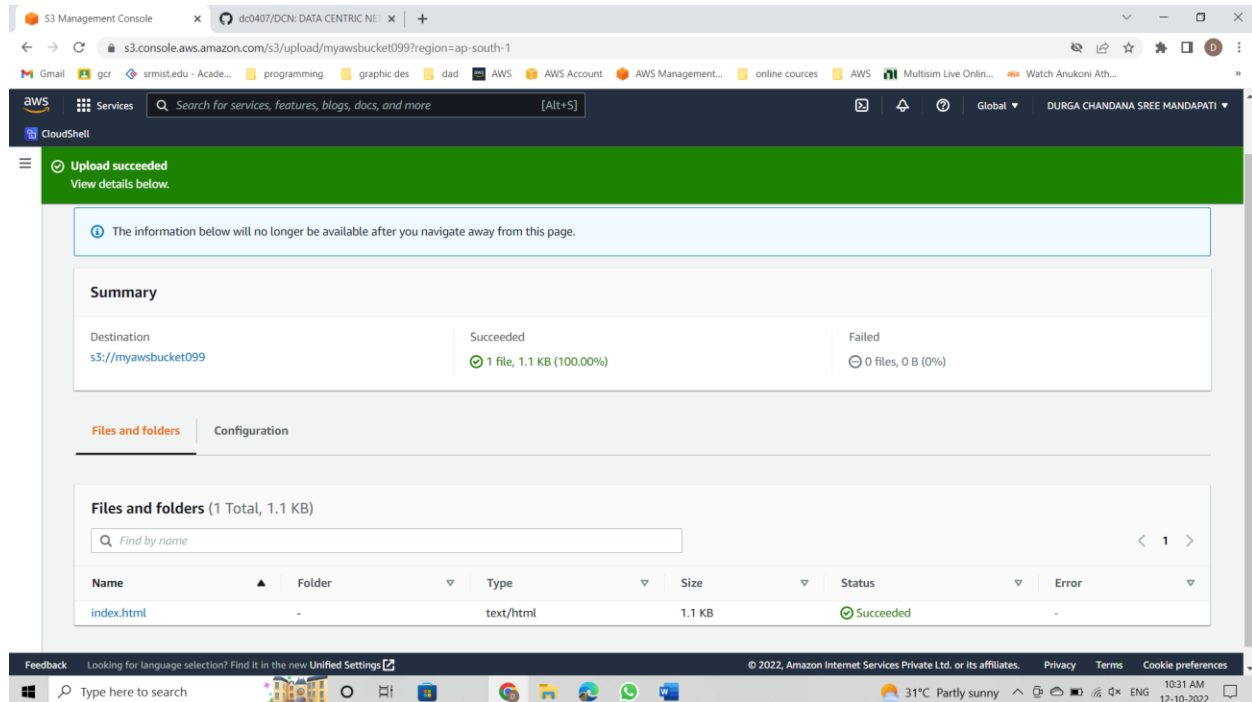 S3 Management Console
dc0407/DCN: DATA CENTRIC NET
s3.console.aws.amazon.com/s3/upload/myawsbucket099?region=ap-south-1
D
Gmail gcr srmist.edu - Acade... programming graphic des dad AWS AWS Account AWS Management... online cources AWS Multisim Live Onlin... Watch Anukoni Ath... »
aws Services Search for services, features, blogs, docs, and more [Alt+S] Global ▼ DURGA CHANDANA SREE MANDAPATI ▼
CloudShell
Upload succeeded
View details below.
The information below will no longer be available after you navigate away from this page.
Summary
Destination Succeeded Failed
s3://myawsbucket099 1 file, 1.1 KB (100.00%) 0 files, 0 B (0%)
Files and folders Configuration
Files and folders (1 Total, 1.1 KB)
Find by name < 1 >
Name Folder Type Size Status Error
index.html - text/html 1.1 KB Succeeded -
Feedback Looking for language selection? Find it in the new Unified Settings © 2022, Amazon Internet Services Private Ltd. or its affiliates. Privacy Terms Cookie preferences
Type here to search 31°C Partly sunny ENG 10:31 AM
12-10-2022